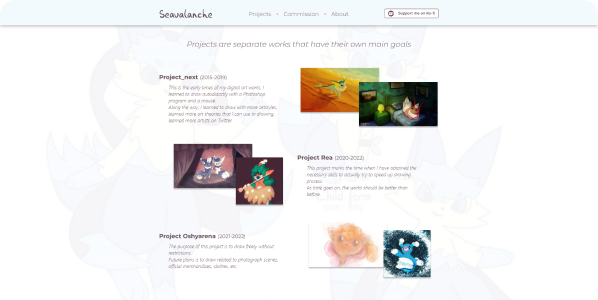 Seavalanche
Projects • Commission • About
Support me on Ko-fi
Projects are separate works that have their own main goals
Project_next (2015-2019)
This is the early times of my digital art works. I
learned to draw autodidactly with a Photoshop
program and a mouse.
Along the way, I learned to draw with more artstyles,
learned more art theories that I can use to drawing,
learned more artists on Twitter.
Project Rea (2020-2022)
This project marks the time when I have obtained the
necessary skills to actually try to speed up drawing
process.
As time goes on, the works should be better than
before.
Project Oshyarena (2021-2022)
The purpose of this project is to draw freely without
restrictions.
Future plans is to draw related to photograph scenes,
official merchandises, clothes, etc.